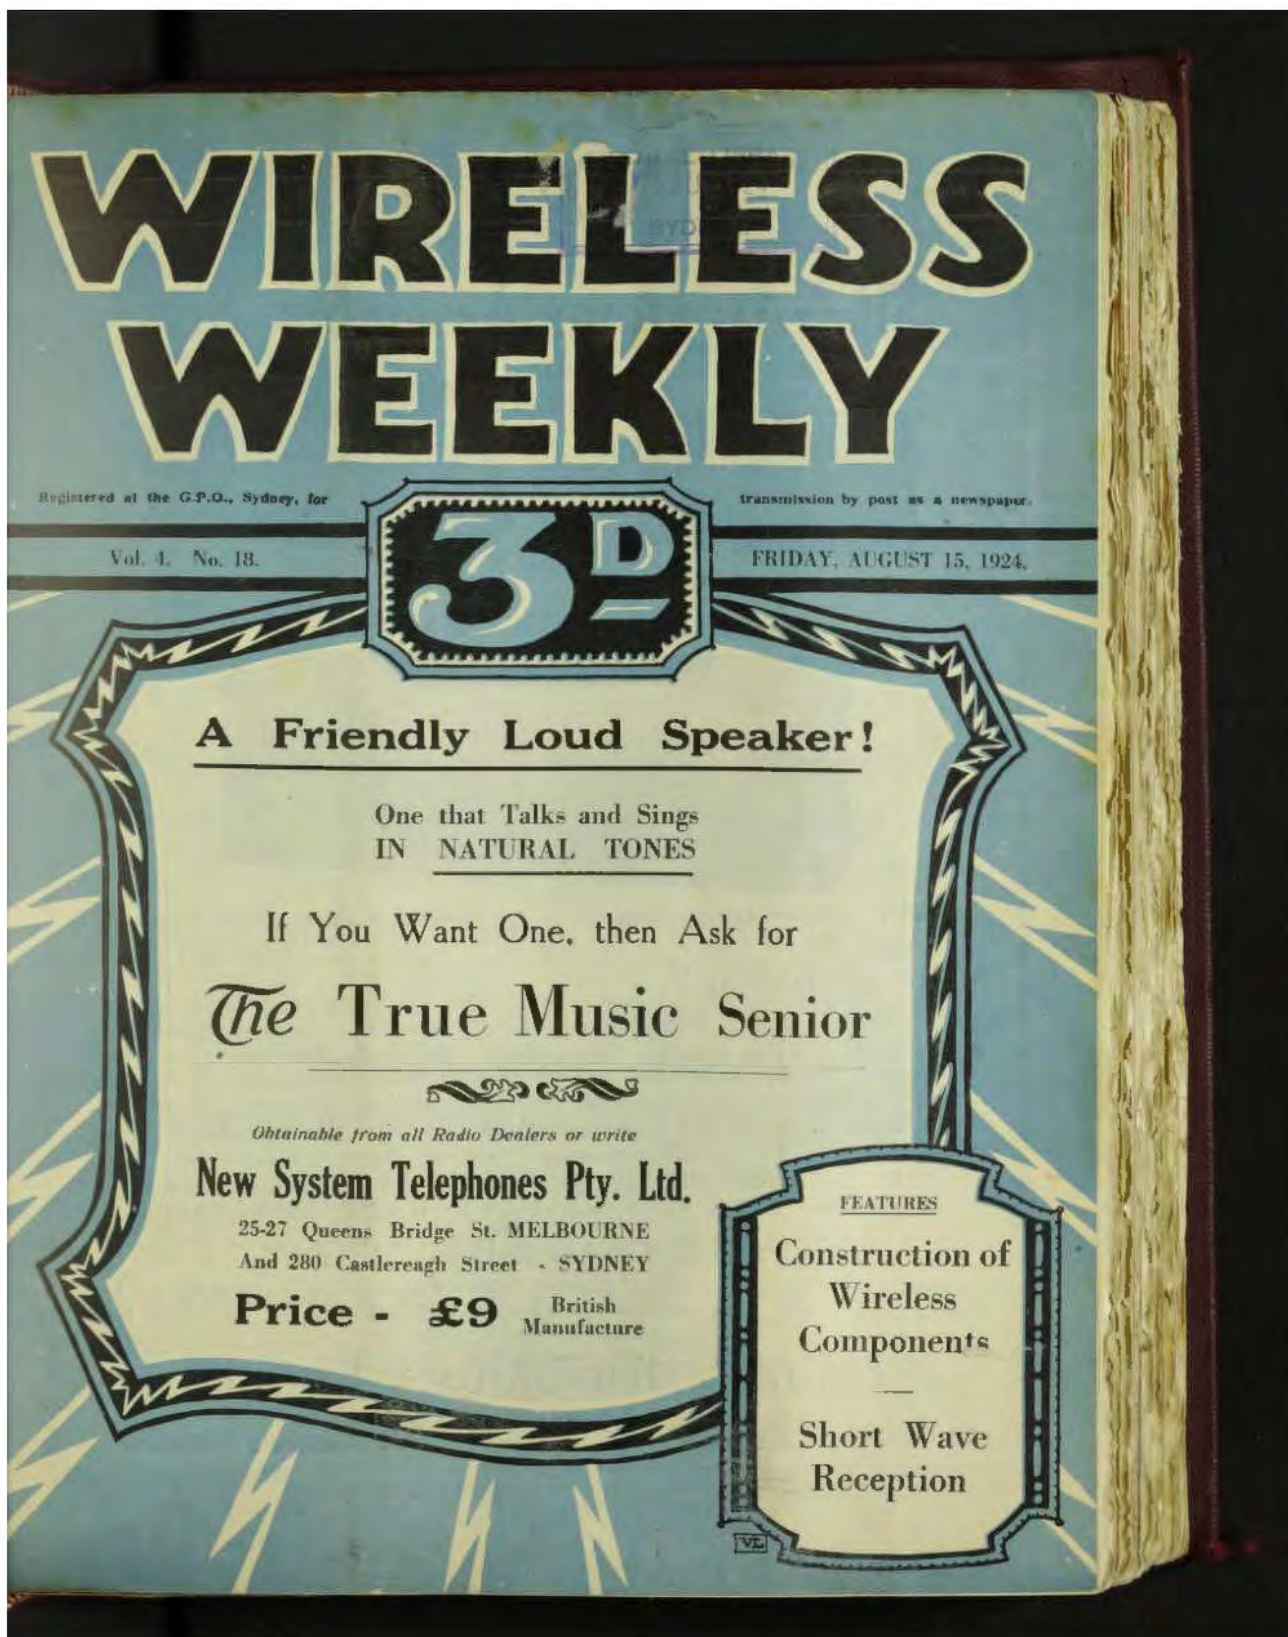 WIRELESS
WEEKLY
Registered at the G.P.O., Sydney, for transmission by post as a newspaper.
Vol. 4. No. 18.
3D
FRIDAY, AUGUST 15, 1924.
A Friendly Loud Speaker!
One that Talks and Sings
IN NATURAL TONES
If You Want One, then Ask for
The True Music Senior
Obtainable from all Radio Dealers or write
New System Telephones Pty. Ltd.
25-27 Queens Bridge St. MELBOURNE
And 280 Castlereagh Street - SYDNEY
Price - £9 British
Manufacture
FEATURES
Construction of
Wireless
Components
Short Wave
Reception
VL